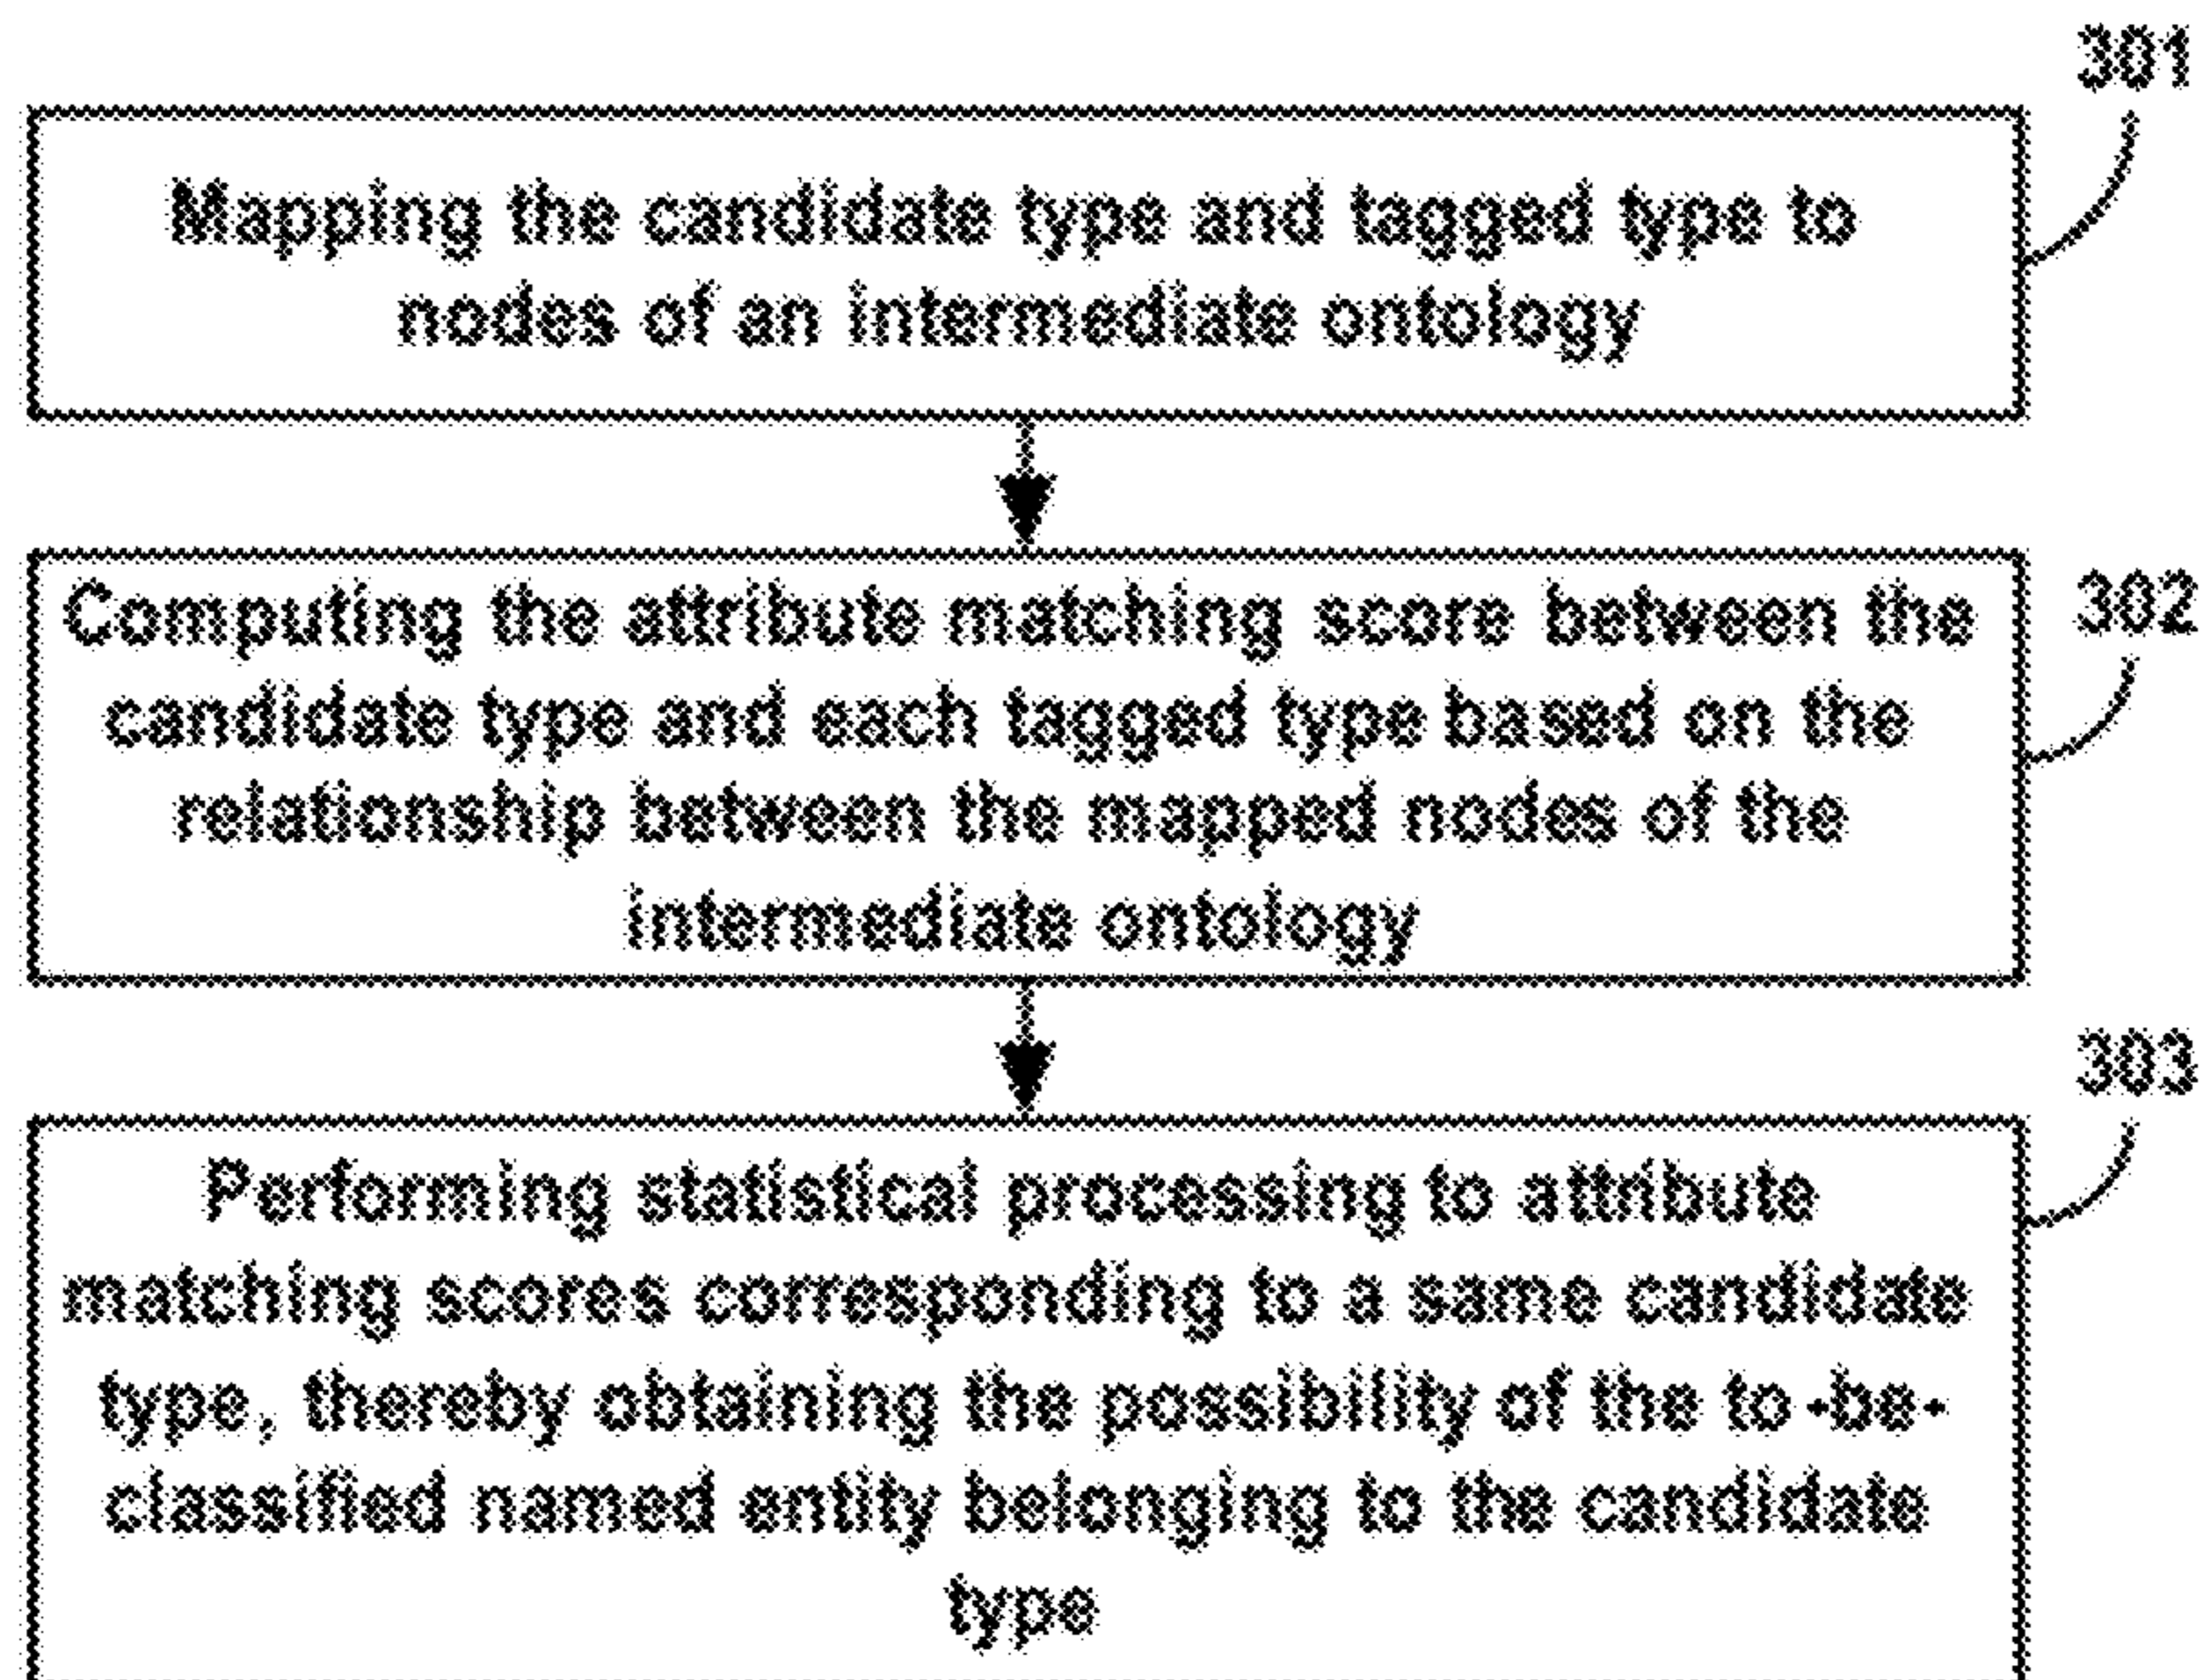 301
Mapping the candidate type and tagged type to
nodes of an intermediate ontology
302
Computing the attribute matching score between the
candidate type and each tagged type based on the
relationship between the mapped nodes of the
intermediate ontology
303
Performing statistical processing to attribute
matching scores corresponding to a same candidate
type, thereby obtaining the possibility of the to-be-
classified named entity belonging to the candidate
type